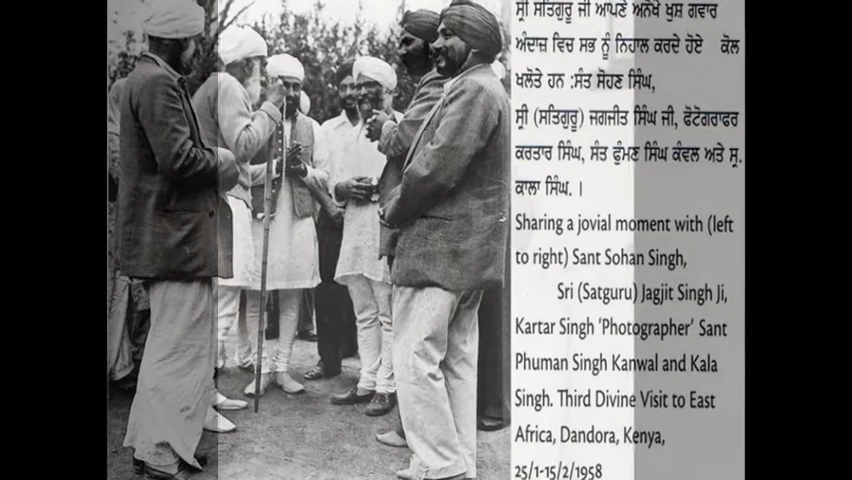 ਸ੍ਰੀ ਸਤਿਗੁਰੂ ਜੀ ਆਪਣੇ ਅਨੋਖੇ ਖੁਸ਼ ਗਵਾਰ
ਅੰਦਾਜ਼ ਵਿਚ ਸਭ ਨੂੰ ਨਿਹਾਲ ਕਰਦੇ ਹੋਏ ਕੋਲ
ਖਲੋਤੇ ਹਨ :ਸੰਤ ਸੋਹਣ ਸਿੰਘ,
ਸ੍ਰੀ (ਸਤਿਗੁਰੂ) ਜਗਜੀਤ ਸਿੰਘ ਜੀ, ਫੋਟੋਗਰਾਫਰ
ਕਰਤਾਰ ਸਿੰਘ, ਸੰਤ ਫੁੰਮਣ ਸਿੰਘ ਕੰਵਲ ਅਤੇ ਸ੍ਰ.
ਕਾਲਾ ਸਿੰਘ. ।
Sharing a jovial moment with (left
to right) Sant Sohan Singh,
Sri (Satguru) Jagjit Singh Ji,
Kartar Singh 'Photographer' Sant
Phuman Singh Kanwal and Kala
Singh. Third Divine Visit to East
Africa, Dandora, Kenya,
25/1-15/2/1958